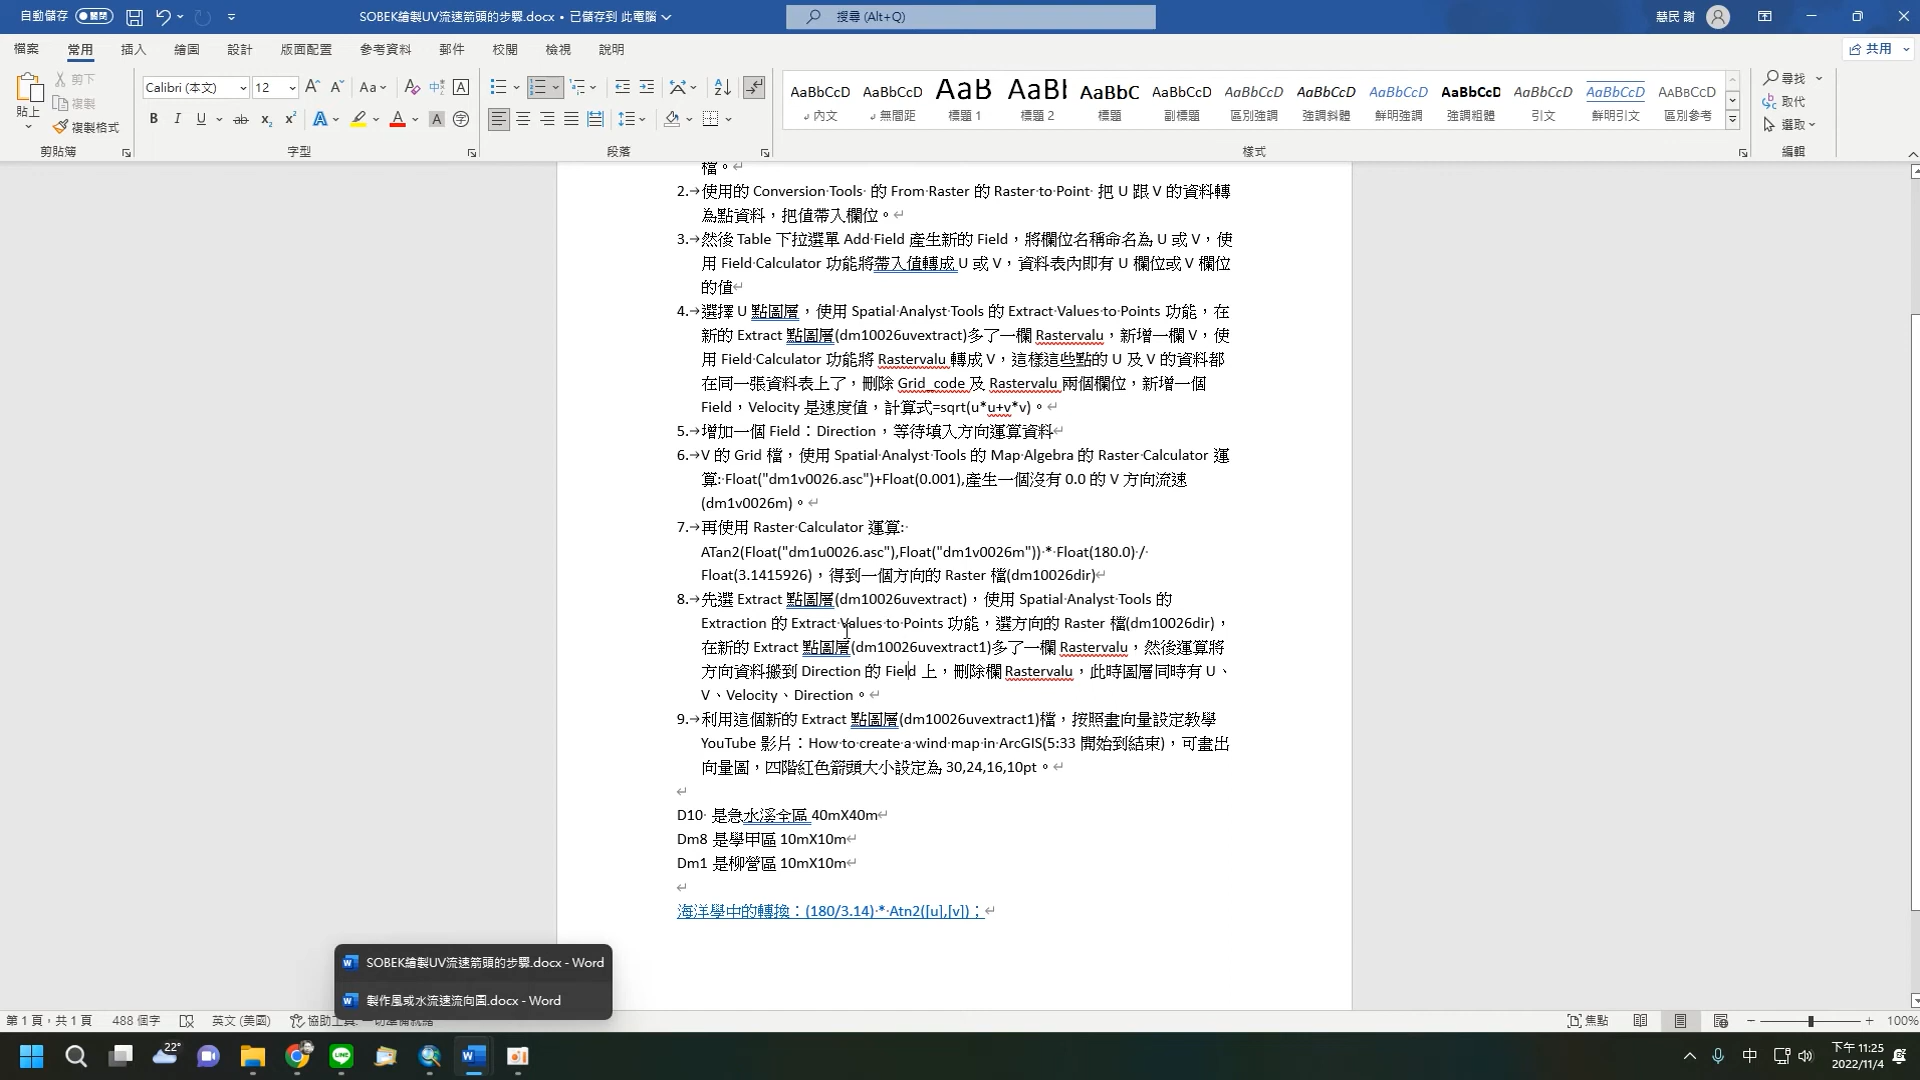 自動儲存 關閉 SOBEK繪製UV流速箭頭的步驟.docx • 已儲存到 此電腦 搜尋 (Alt+Q) 慧民 謝
檔案 常用 插入 繪圖 設計 版面配置 參考資料 郵件 校閱 檢視 說明 共用
貼上 剪下 複製 複製格式
Calibri (本文) 12
AaBbCcD AaBbCcD AaB AaBl AaBbC AaBbCcD AaBbCcD AaBbCcD AaBbCcD AaBbCcD AaBbCcD AaBbCcD AaBbCcD
內文 無間距 標題 1 標題 2 標題 副標題 區別強調 強調斜體 鮮明強調 強調粗體 引文 鮮明引文 區別參考
尋找 取代 選取
剪貼簿 字型 段落 樣式 編輯
檔。
2. 使用的 Conversion Tools 的 From Raster 的 Raster to Point 把 U 跟 V 的資料轉
為點資料，把值帶入欄位。
3. 然後 Table 下拉選單 Add Field 產生新的 Field，將欄位名稱命名為 U 或 V，使
用 Field Calculator 功能將帶入值轉成 U 或 V，資料表內即有 U 欄位或 V 欄位
的值
4. 選擇 U 點圖層，使用 Spatial Analyst Tools 的 Extract Values to Points 功能，在
新的 Extract 點圖層(dm10026uvextract)多了一欄 Rastervalu，新增一欄 V，使
用 Field Calculator 功能將 Rastervalu 轉成 V，這樣這些點的 U 及 V 的資料都
在同一張資料表上了，刪除 Grid_code 及 Rastervalu 兩個欄位，新增一個
Field，Velocity 是速度值，計算式=sqrt(u*u+v*v)。
5. 增加一個 Field：Direction，等待填入方向運算資料
6. V 的 Grid 檔，使用 Spatial Analyst Tools 的 Map Algebra 的 Raster Calculator 運
算: Float("dm1v0026.asc")+Float(0.001),產生一個沒有 0.0 的 V 方向流速
(dm1v0026m)。
7. 再使用 Raster Calculator 運算:
ATan2(Float("dm1u0026.asc"),Float("dm1v0026m")) * Float(180.0) /
Float(3.1415926)，得到一個方向的 Raster 檔(dm10026dir)
8. 先選 Extract 點圖層(dm10026uvextract)，使用 Spatial Analyst Tools 的
Extraction 的 Extract Values to Points 功能，選方向的 Raster 檔(dm10026dir)，
在新的 Extract 點圖層(dm10026uvextract1)多了一欄 Rastervalu，然後運算將
方向資料搬到 Direction 的 Field 上，刪除欄 Rastervalu，此時圖層同時有 U、
V、Velocity、Direction。
9. 利用這個新的 Extract 點圖層(dm10026uvextract1)檔，按照畫向量設定教學
YouTube 影片：How to create a wind map in ArcGIS(5:33 開始到結束)，可畫出
向量圖，四階紅色箭頭大小設定為 30,24,16,10pt。
D10 是急水溪全區 40mX40m
Dm8 是學甲區 10mX10m
Dm1 是柳營區 10mX10m
海洋學中的轉換：(180/3.14) * Atn2([u],[v])；
SOBEK繪製UV流速箭頭的步驟.docx - Word
製作風或水流速流向圖.docx - Word
第 1 頁，共 1 頁 488 個字 英文 (美國) 協助工具: 一切準備就緒 焦點 100%
22° 中 下午 11:25
2022/11/4